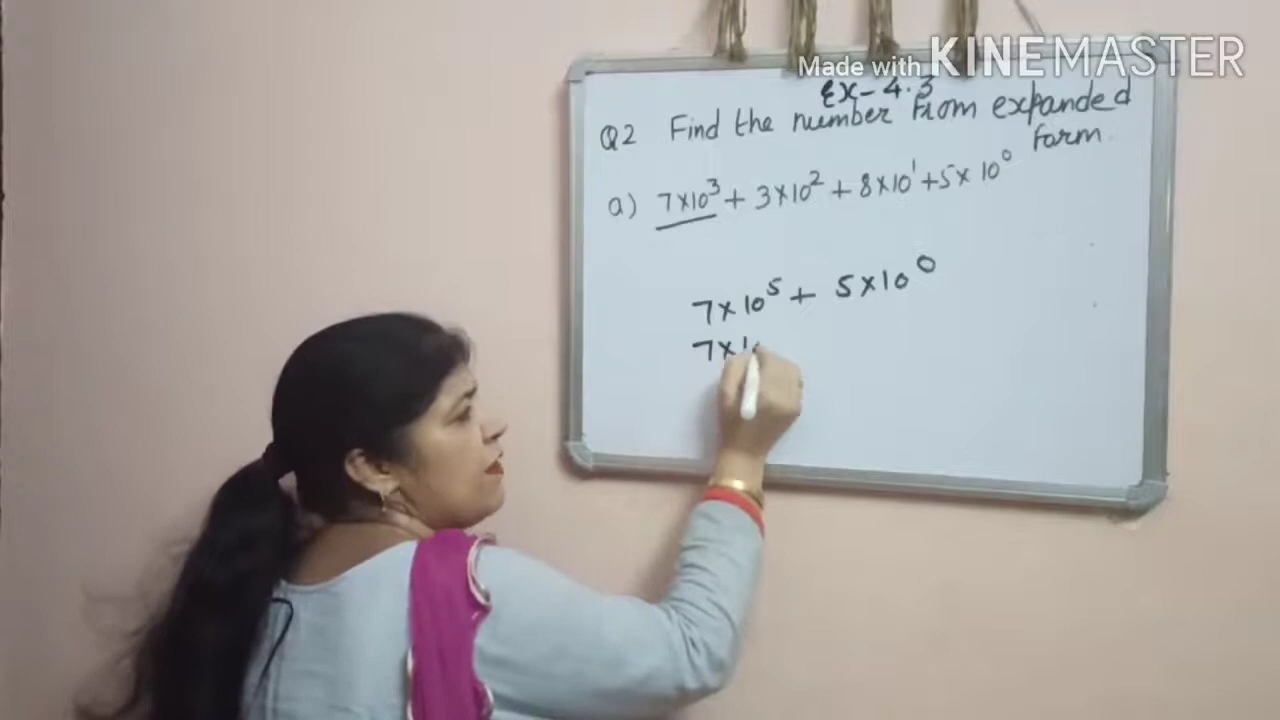 Made with KINEMASTER
Ex-4.3
Q2 Find the number from expanded form.
a) 7×10³ + 3×10² + 8×10¹ + 5×10⁰
7×10⁵ + 5×10⁰
7×1